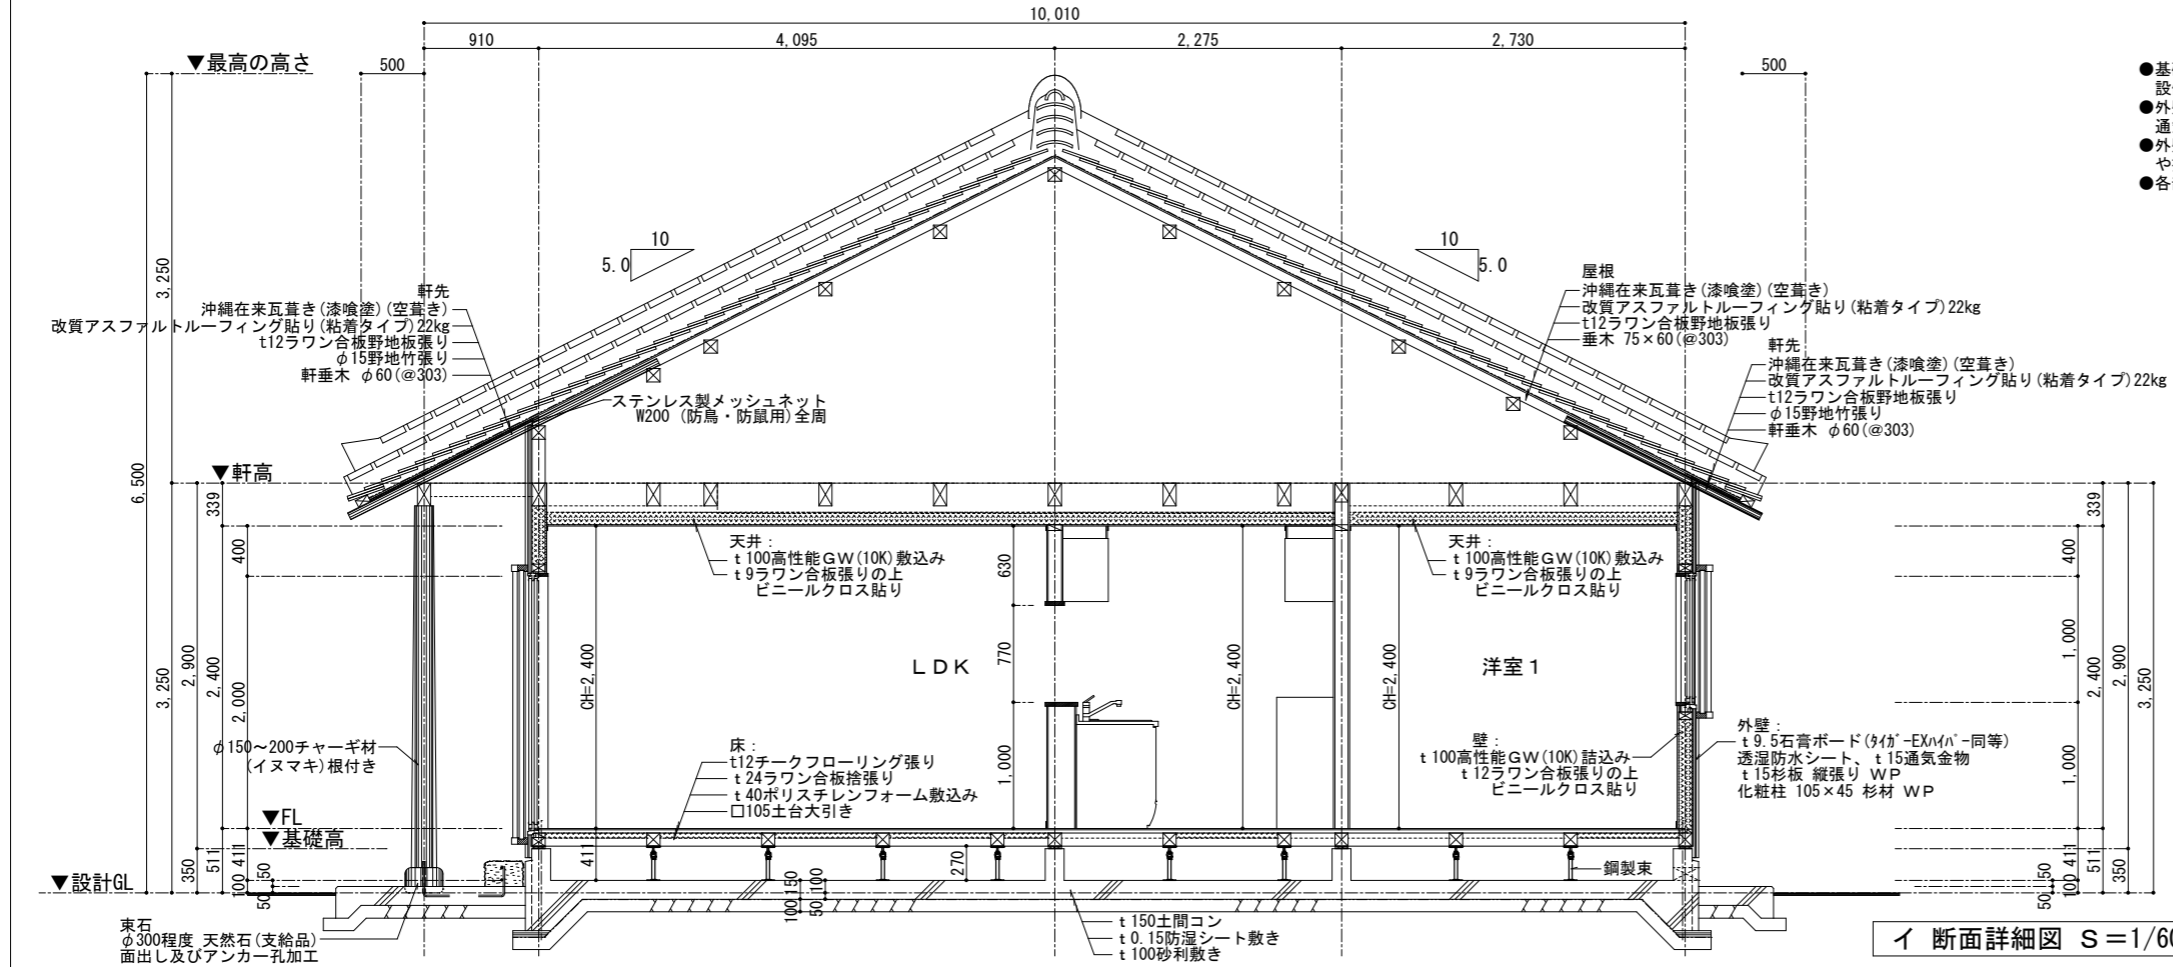 10,010
910
4,095
2,275
2,730
▼最高の高さ
500
500
●基
設
●外
通
●外
や
●各
10
5.0
10
5.0
3,250
6,500
軒先
沖縄在来瓦葺き(漆喰塗)(空葺き)
改質アスファルトルーフィング貼り(粘着タイプ)22kg
t12ラワン合板野地板張り
φ15野地竹張り
軒垂木 φ60(@303)
ステンレス製メッシュネット
W200 (防鳥・防鼠用)全周
屋根
沖縄在来瓦葺き(漆喰塗)(空葺き)
改質アスファルトルーフィング貼り(粘着タイプ)22kg
t12ラワン合板野地板張り
垂木 75×60(@303)
軒先
沖縄在来瓦葺き(漆喰塗)(空葺き)
改質アスファルトルーフィング貼り(粘着タイプ)22kg
t12ラワン合板野地板張り
φ15野地竹張り
軒垂木 φ60(@303)
▼軒高
339
400
3,250
2,900
2,400
2,000
天井：
t100高性能GW(10K)敷込み
t9ラワン合板張りの上
ビニールクロス貼り
630
770
1,000
天井：
t100高性能GW(10K)敷込み
t9ラワン合板張りの上
ビニールクロス貼り
339
400
1,000
1,000
2,400
2,900
3,250
CH=2,400
LDK
CH=2,400
CH=2,400
洋室1
φ150～200チャーギ材
(イヌマキ)根付き
床：
t12チークフローリング張り
t24ラワン合板捨張り
t40ポリスチレンフォーム敷込み
□105土台大引き
壁：
t100高性能GW(10K)詰込み
t12ラワン合板張りの上
ビニールクロス貼り
外壁：
t9.5石膏ボード(ﾀｲｶﾞｰEXﾊｲﾊﾟｰ同等)
透湿防水シート、t15通気金物
t15杉板 縦張り WP
化粧柱 105×45 杉材 WP
▼FL
▼基礎高
▼設計GL
350
511
100 411
50
50
411
270
鋼製束
100 150
50 100
50
50
100 411
511
350
束石
φ300程度 天然石(支給品)
面出し及びアンカー孔加工
t150土間コン
t0.15防湿シート敷き
t100砂利敷き
イ 断面詳細図 S=1/60